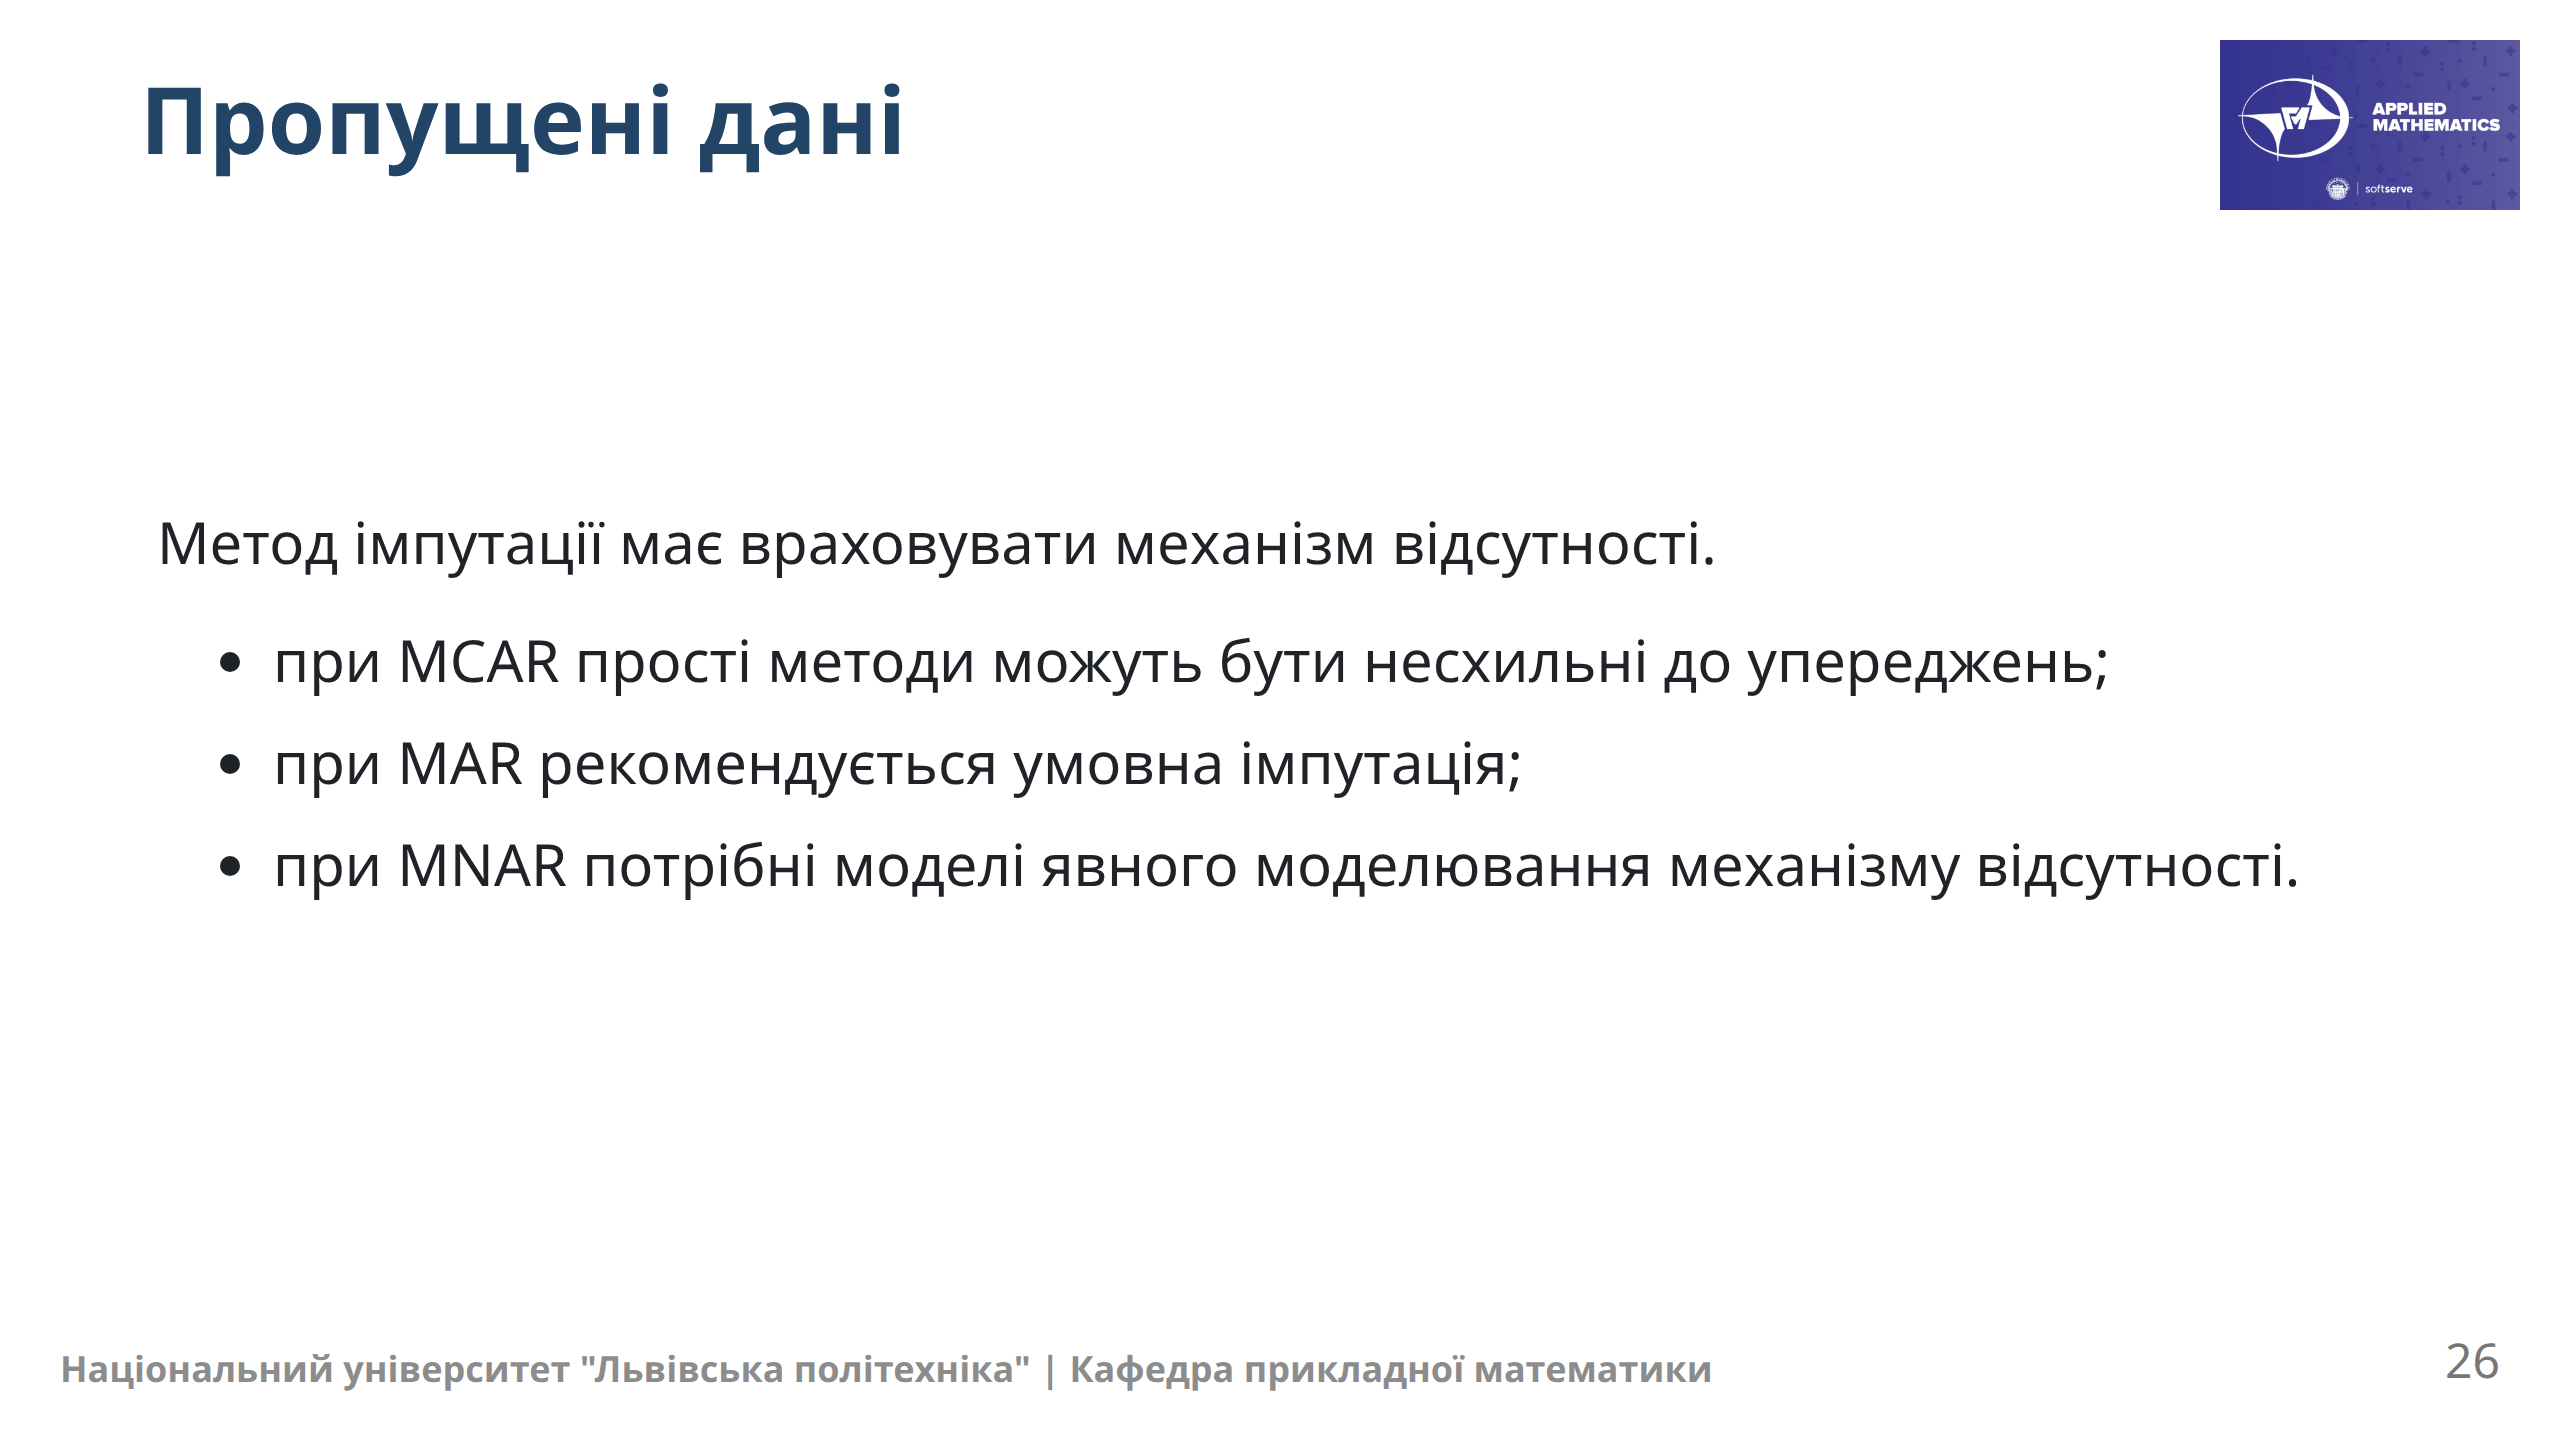 Пропущені дані
APPLIED
MATHEMATICS
softserve
Метод імпутації має враховувати механізм відсутності.
• при MCAR прості методи можуть бути несхильні до упереджень;
• при MAR рекомендується умовна імпутація;
• при MNAR потрібні моделі явного моделювання механізму відсутності.
Національний університет "Львівська політехніка" | Кафедра прикладної математики
26